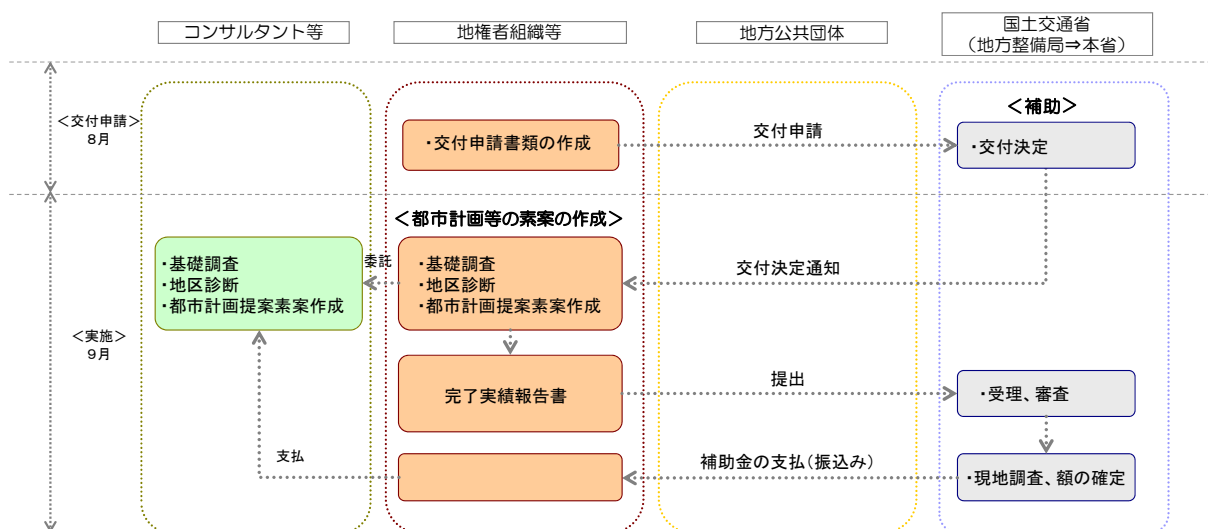 コンサルタント等
地権者組織等
地方公共団体
国土交通省
（地方整備局⇒本省）
＜交付申請＞
８月
＜補助＞
・交付申請書類の作成
交付申請
・交付決定
＜都市計画等の素案の作成＞
・基礎調査
・地区診断
・都市計画提案素案作成
委託
・基礎調査
・地区診断
・都市計画提案素案作成
交付決定通知
＜実施＞
９月
完了実績報告書
提出
・受理、審査
支払
補助金の支払（振込み）
・現地調査、額の確定